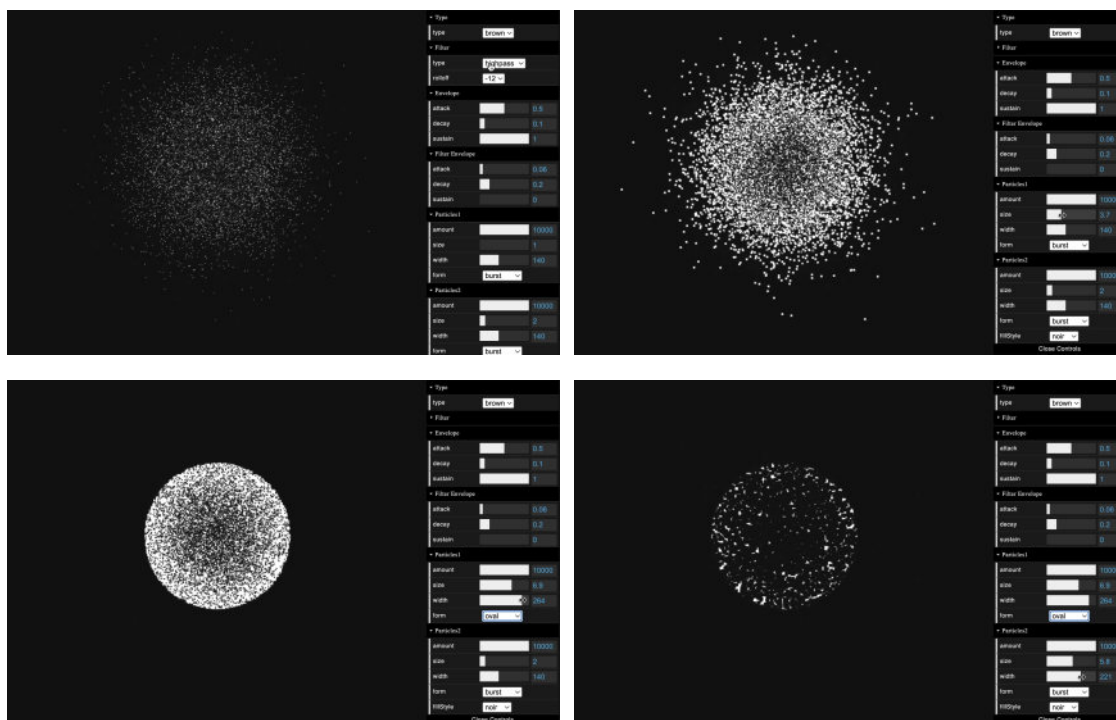 Type
type brown
Filter
type highpass
rolloff -12
Envelope
attack 0.5
decay 0.1
sustain 1
Filter Envelope
attack 0.06
decay 0.2
sustain 0
Particles1
amount 10000
size 1
width 140
form burst
Particles2
amount 10000
size 2
width 140
form burst
Type
type brown
Filter
Envelope
attack 0.5
decay 0.1
sustain 1
Filter Envelope
attack 0.06
decay 0.2
sustain 0
Particles1
amount 1000
size 3.7
width 140
form burst
Particles2
amount 1000
size 2
width 140
form burst
fillStyle noir
Close Controls
Type
type brown
Filter
Envelope
attack 0.5
decay 0.1
sustain 1
Filter Envelope
attack 0.06
decay 0.2
sustain 0
Particles1
amount 10000
size 6.9
width 264
form oval
Particles2
amount 10000
size 2
width 140
form burst
fillStyle noir
Close Controls
Type
type brown
Filter
Envelope
attack 0.5
decay 0.1
sustain 1
Filter Envelope
attack 0.06
decay 0.2
sustain 0
Particles1
amount 1000
size 6.9
width 264
form oval
Particles2
amount 1000
size 5.8
width 221
form burst
fillStyle noir
Close Controls